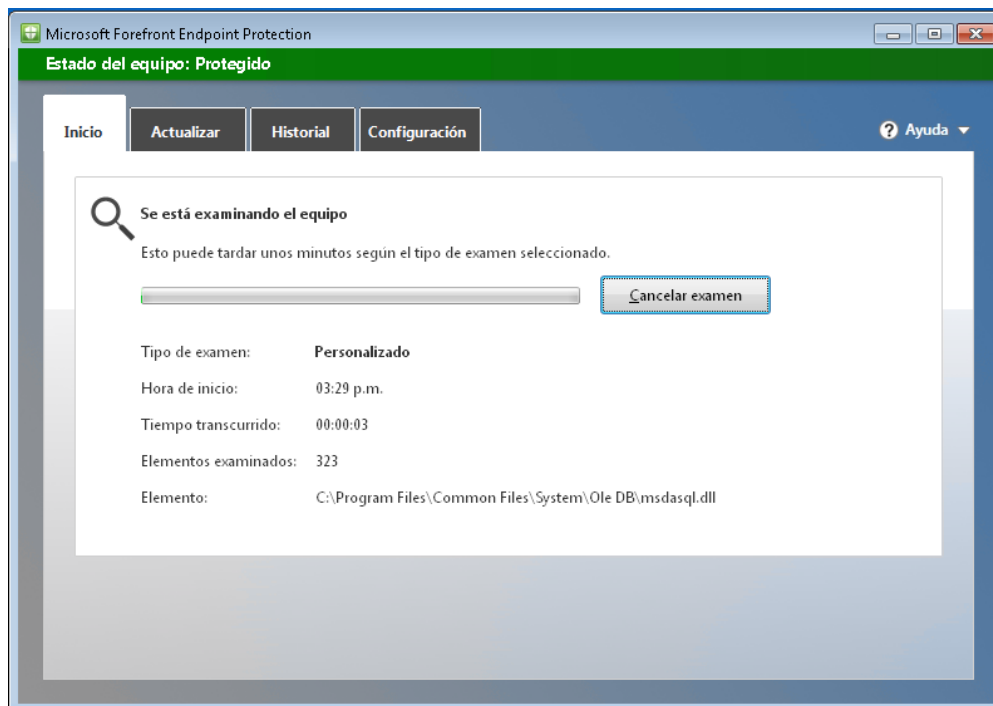 Microsoft Forefront Endpoint Protection
Estado del equipo: Protegido
Inicio Actualizar Historial Configuración ? Ayuda
Se está examinando el equipo
Esto puede tardar unos minutos según el tipo de examen seleccionado.
Cancelar examen
Tipo de examen: Personalizado
Hora de inicio: 03:29 p.m.
Tiempo transcurrido: 00:00:03
Elementos examinados: 323
Elemento: C:\Program Files\Common Files\System\Ole DB\msdasql.dll